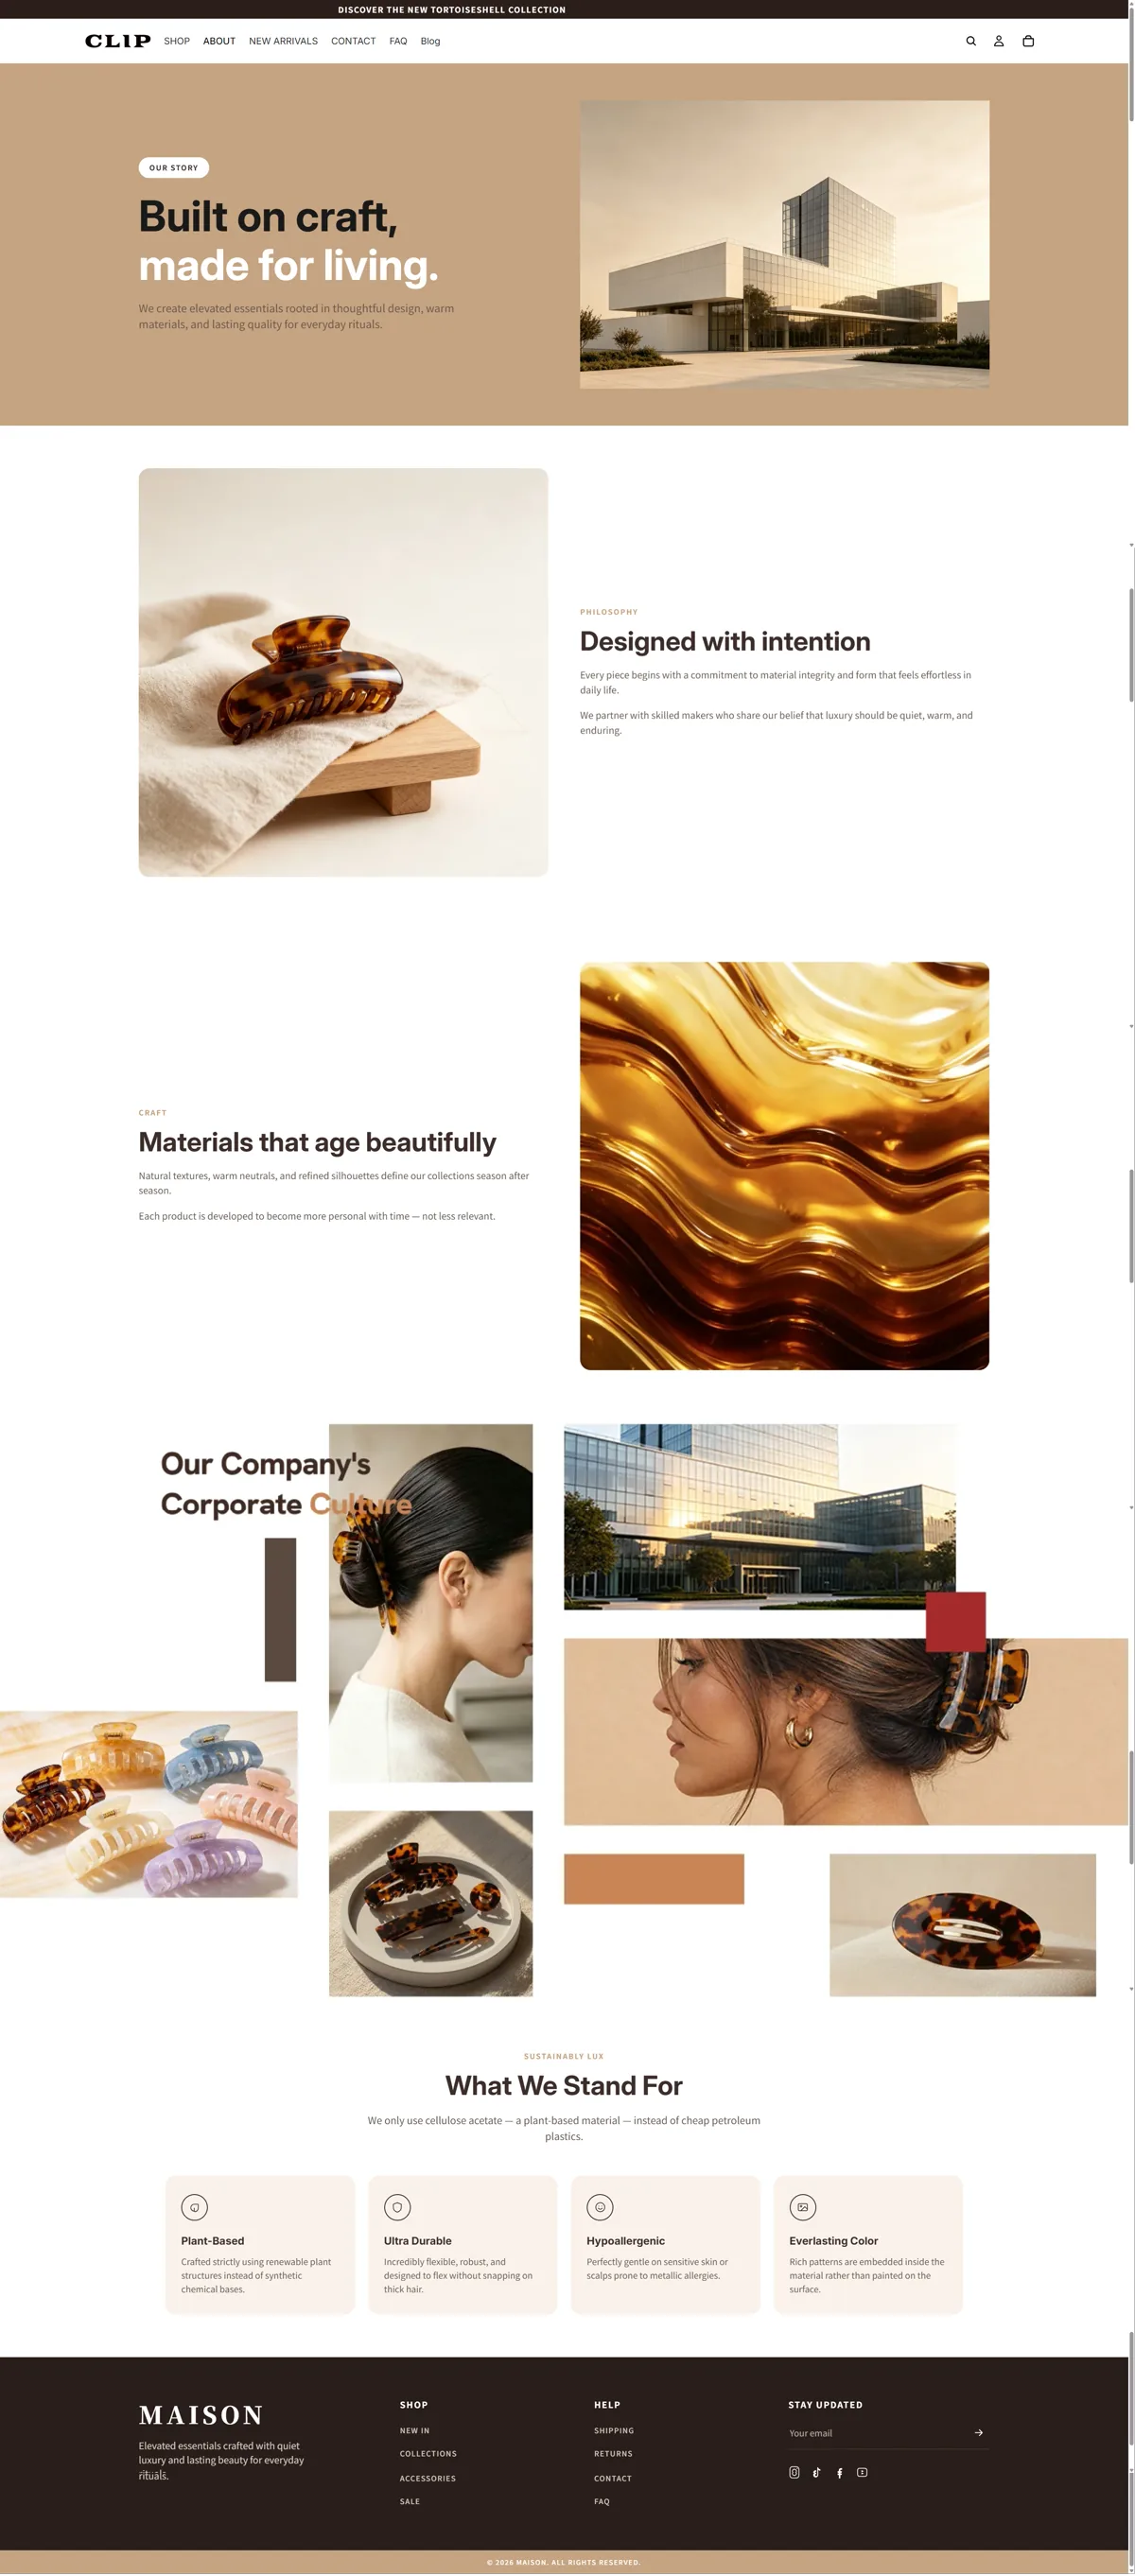 DISCOVER THE NEW TORTOISESHELL COLLECTION
CLIP SHOP ABOUT NEW ARRIVALS CONTACT FAQ Blog
OUR STORY
Built on craft,
made for living.
We create elevated essentials rooted in thoughtful design, warm
materials, and lasting quality for everyday rituals.
PHILOSOPHY
Designed with intention
Every piece begins with a commitment to material integrity and form that feels effortless in
daily life.
We partner with skilled makers who share our belief that luxury should be quiet, warm, and
enduring.
CRAFT
Materials that age beautifully
Natural textures, warm neutrals, and refined silhouettes define our collections season after
season.
Each product is developed to become more personal with time — not less relevant.
Our Company's
Corporate Culture
SUSTAINABLY LUX
What We Stand For
We only use cellulose acetate — a plant-based material — instead of cheap petroleum
plastics.
Plant-Based
Crafted strictly using renewable plant
structures instead of synthetic
chemical bases.
Ultra Durable
Incredibly flexible, robust, and
designed to flex without snapping on
thick hair.
Hypoallergenic
Perfectly gentle on sensitive skin or
scalps prone to metallic allergies.
Everlasting Color
Rich patterns are embedded inside the
material rather than painted on the
surface.
MAISON
Elevated essentials crafted with quiet
luxury and lasting beauty for everyday
rituals.
SHOP
NEW IN
COLLECTIONS
ACCESSORIES
SALE
HELP
SHIPPING
RETURNS
CONTACT
FAQ
STAY UPDATED
Your email
© 2026 MAISON. ALL RIGHTS RESERVED.